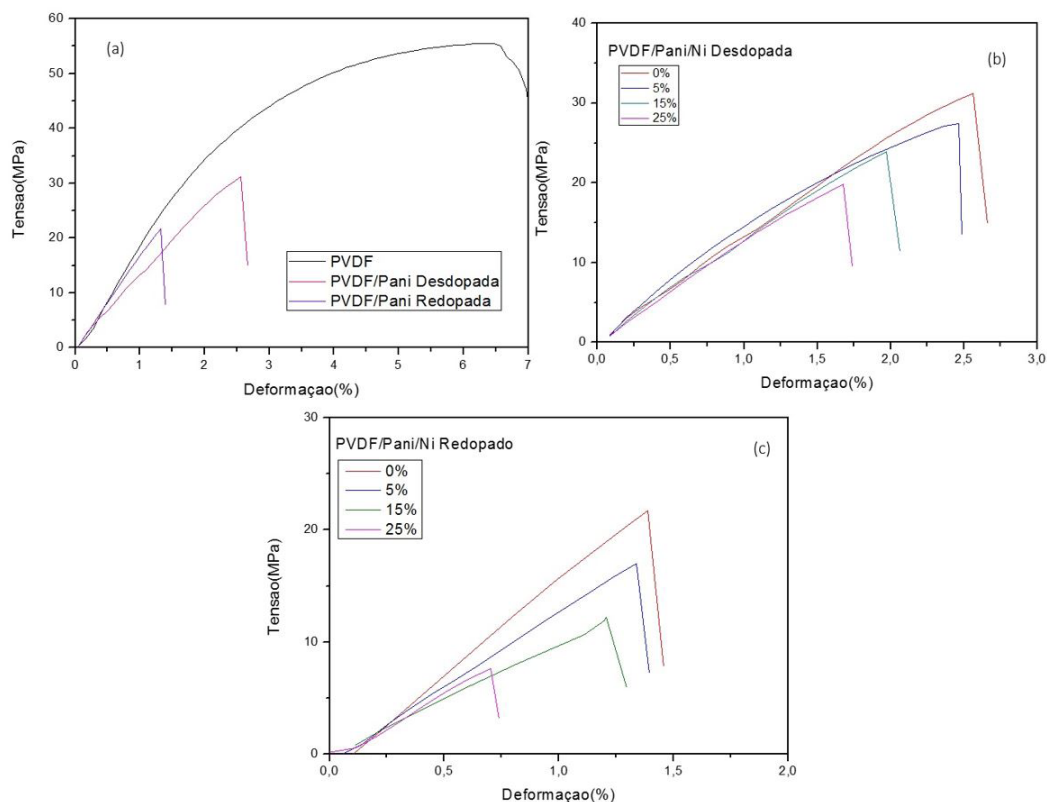 (a)
60
50
40
30
20
10
0
Tensao(MPa)
PVDF
PVDF/Pani Desdopada
PVDF/Pani Redopada
0 1 2 3 4 5 6 7
Deformaçao(%)
(b)
PVDF/Pani/Ni Desdopada
0%
5%
15%
25%
40
30
20
10
0
Tensao(MPa)
0,0 0,5 1,0 1,5 2,0 2,5 3,0
Deformaçao(%)
(c)
PVDF/Pani/Ni Redopado
0%
5%
15%
25%
30
20
10
0
Tensao(MPa)
0,0 0,5 1,0 1,5 2,0
Deformaçao(%)